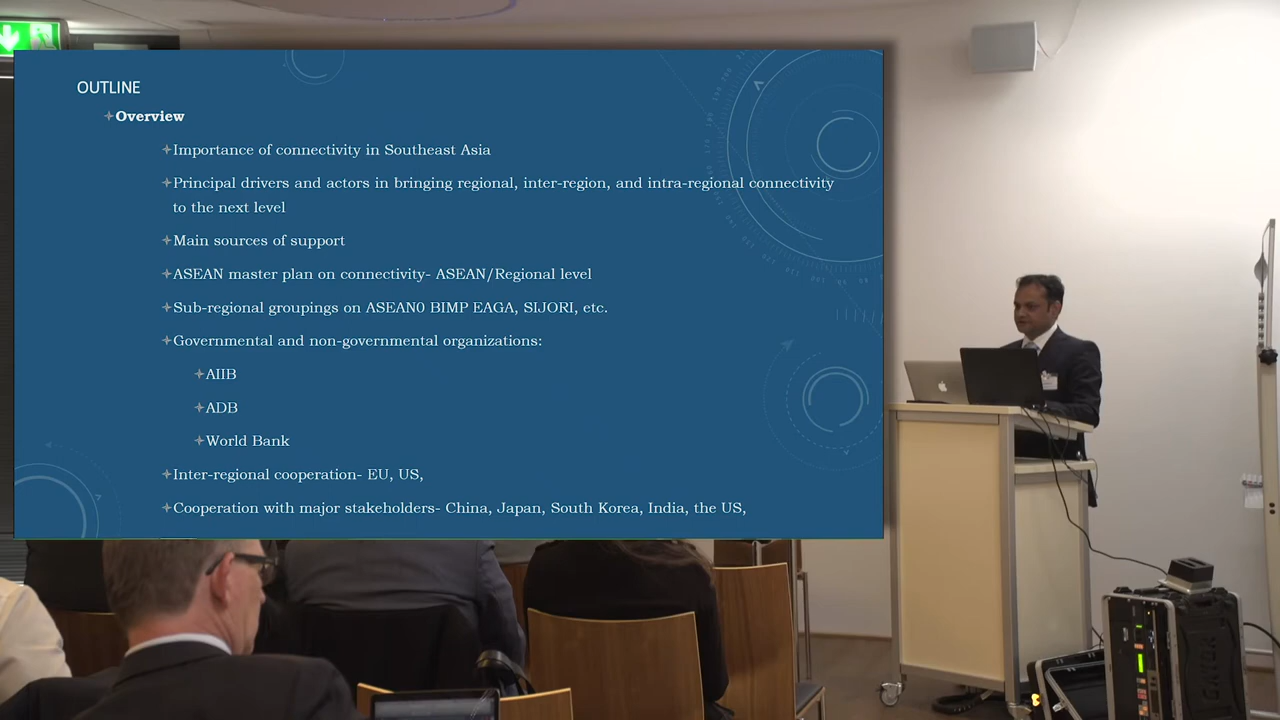 OUTLINE
Overview
Importance of connectivity in Southeast Asia
Principal drivers and actors in bringing regional, inter-region, and intra-regional connectivity
to the next level
Main sources of support
ASEAN master plan on connectivity- ASEAN/Regional level
Sub-regional groupings on ASEAN0 BIMP EAGA, SIJORI, etc.
Governmental and non-governmental organizations:
AIIB
ADB
World Bank
Inter-regional cooperation- EU, US,
Cooperation with major stakeholders- China, Japan, South Korea, India, the US,